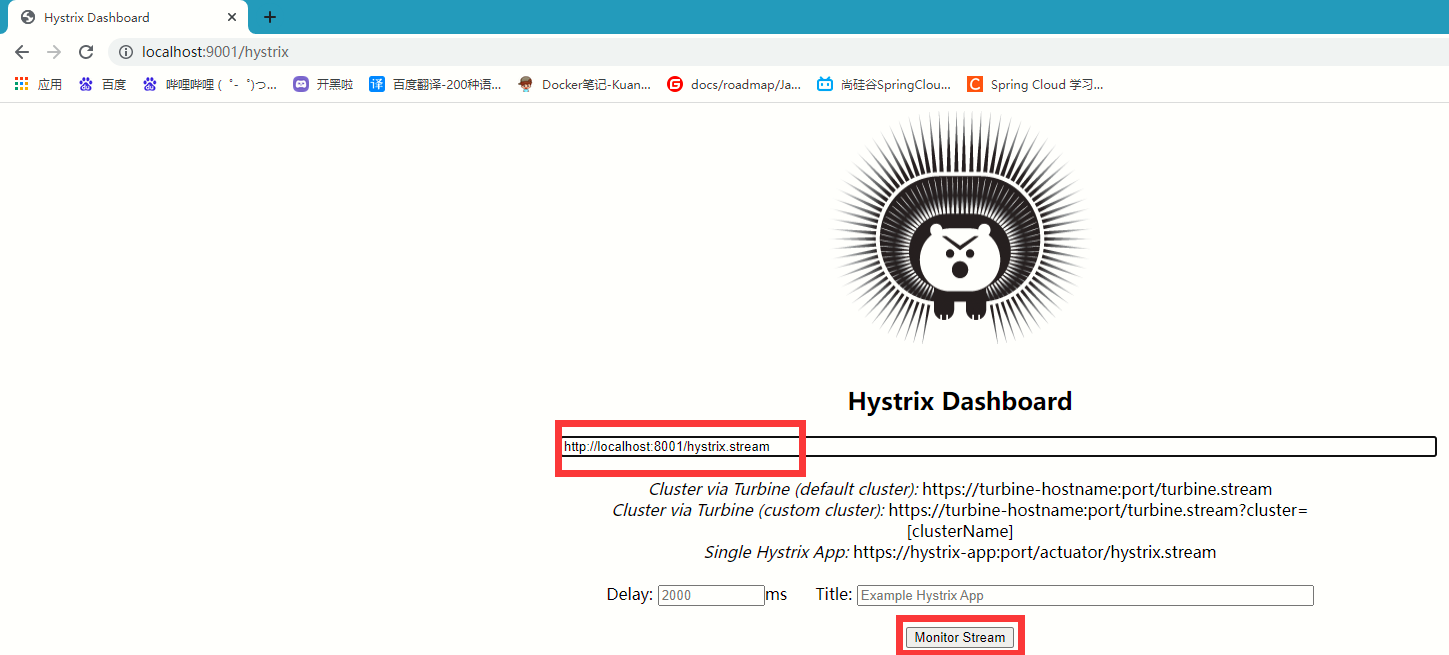 Hystrix Dashboard
localhost:9001/hystrix
应用 百度 哔哩哔哩 (゜-゜)つ... 开黑啦 译 百度翻译-200种语... Docker笔记-Kuan... G docs/roadmap/Ja... 尚硅谷SpringClou... C Spring Cloud 学习...
Hystrix Dashboard
http://localhost:8001/hystrix.stream
Cluster via Turbine (default cluster): https://turbine-hostname:port/turbine.stream
Cluster via Turbine (custom cluster): https://turbine-hostname:port/turbine.stream?cluster=
[clusterName]
Single Hystrix App: https://hystrix-app:port/actuator/hystrix.stream
Delay: 2000 ms Title: Example Hystrix App
Monitor Stream